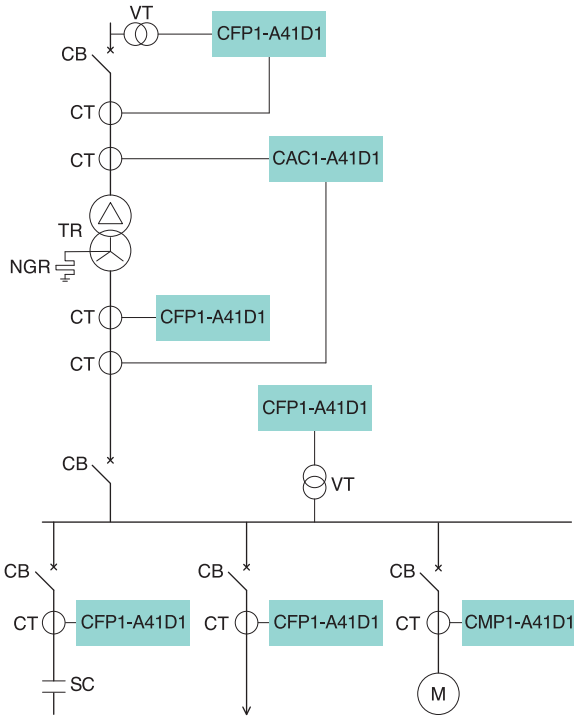 VT
CFP1-A41D1
CB
CT
CT
CAC1-A41D1
TR
NGR
CT
CFP1-A41D1
CT
CFP1-A41D1
CB
VT
CB
CB
CB
CT
CFP1-A41D1
CT
CFP1-A41D1
CT
CMP1-A41D1
SC
M